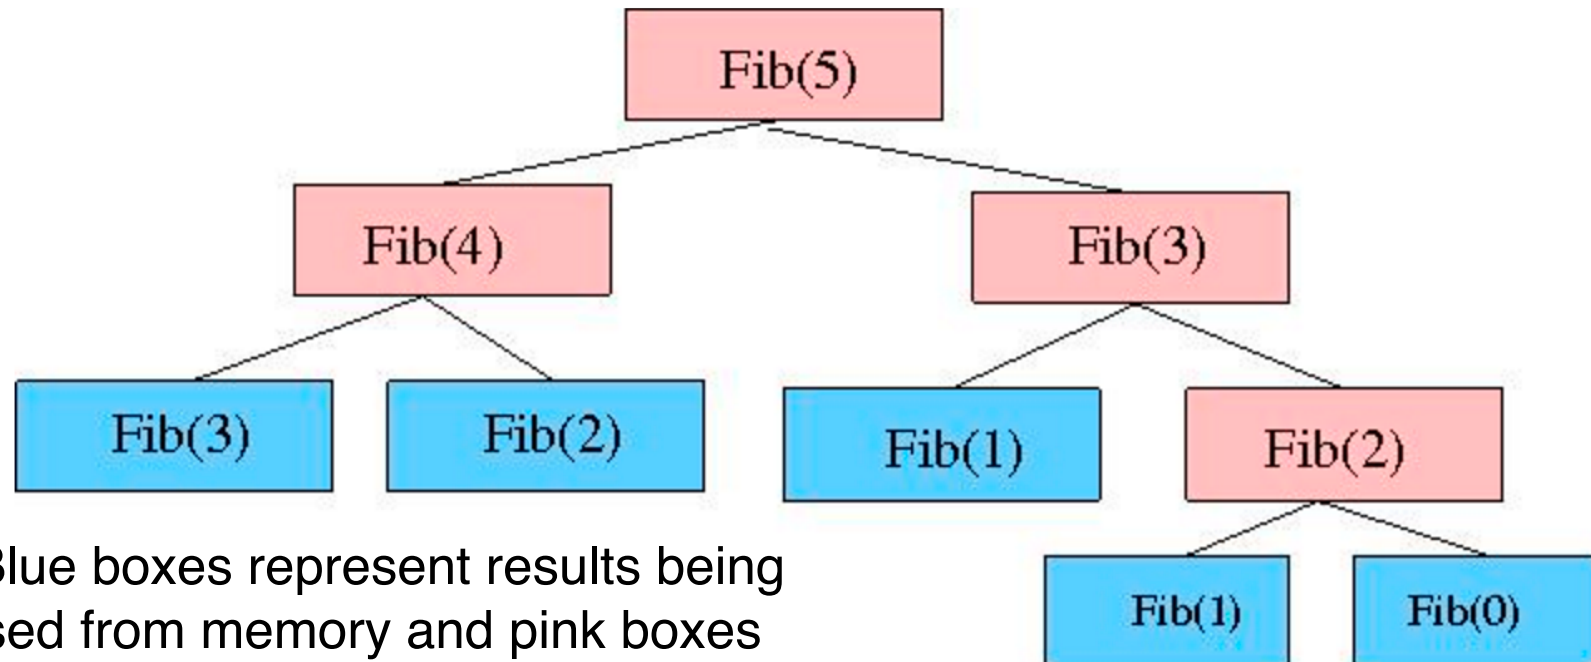 Fib(5)
Fib(4) Fib(3)
Fib(3) Fib(2) Fib(1) Fib(2)
Fib(1) Fib(0)
Blue boxes represent results being
sed from memory and pink boxes